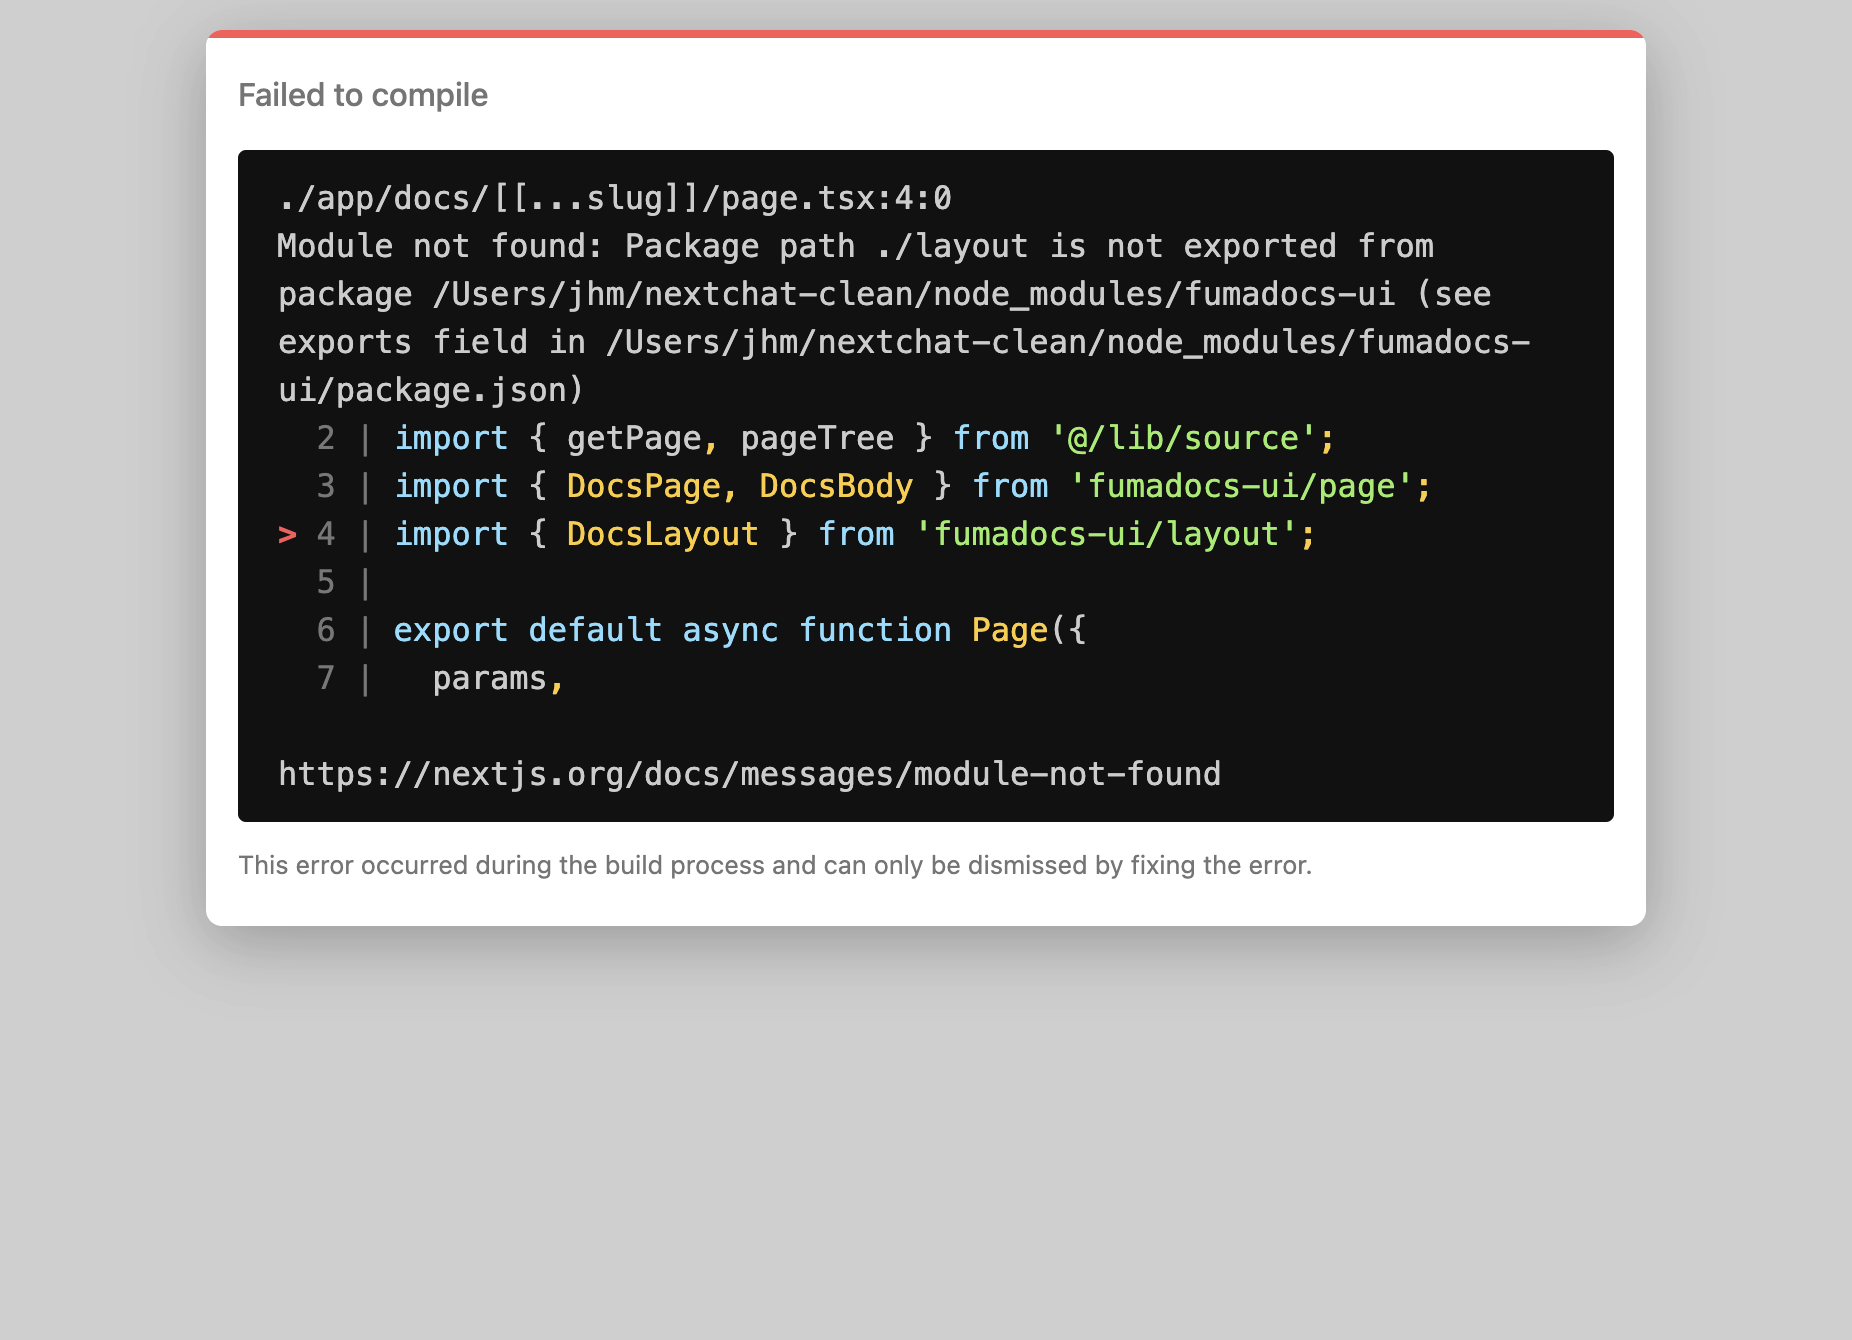 Failed to compile
./app/docs/[[...slug]]/page.tsx:4:0
Module not found: Package path ./layout is not exported from
package /Users/jhm/nextchat-clean/node_modules/fumadocs-ui (see
exports field in /Users/jhm/nextchat-clean/node_modules/fumadocs-
ui/package.json)
  2 | import { getPage, pageTree } from '@/lib/source';
  3 | import { DocsPage, DocsBody } from 'fumadocs-ui/page';
> 4 | import { DocsLayout } from 'fumadocs-ui/layout';
  5 |
  6 | export default async function Page({
  7 |   params,
https://nextjs.org/docs/messages/module-not-found
This error occurred during the build process and can only be dismissed by fixing the error.